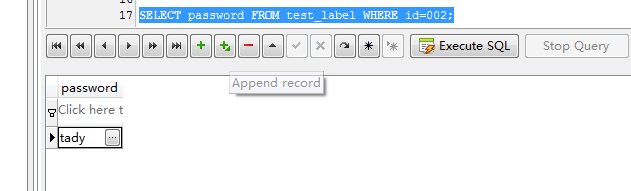 17 SELECT password FROM test_label WHERE id=002;
Execute SQL Stop Query
Append record
password
Click here t
tady ...